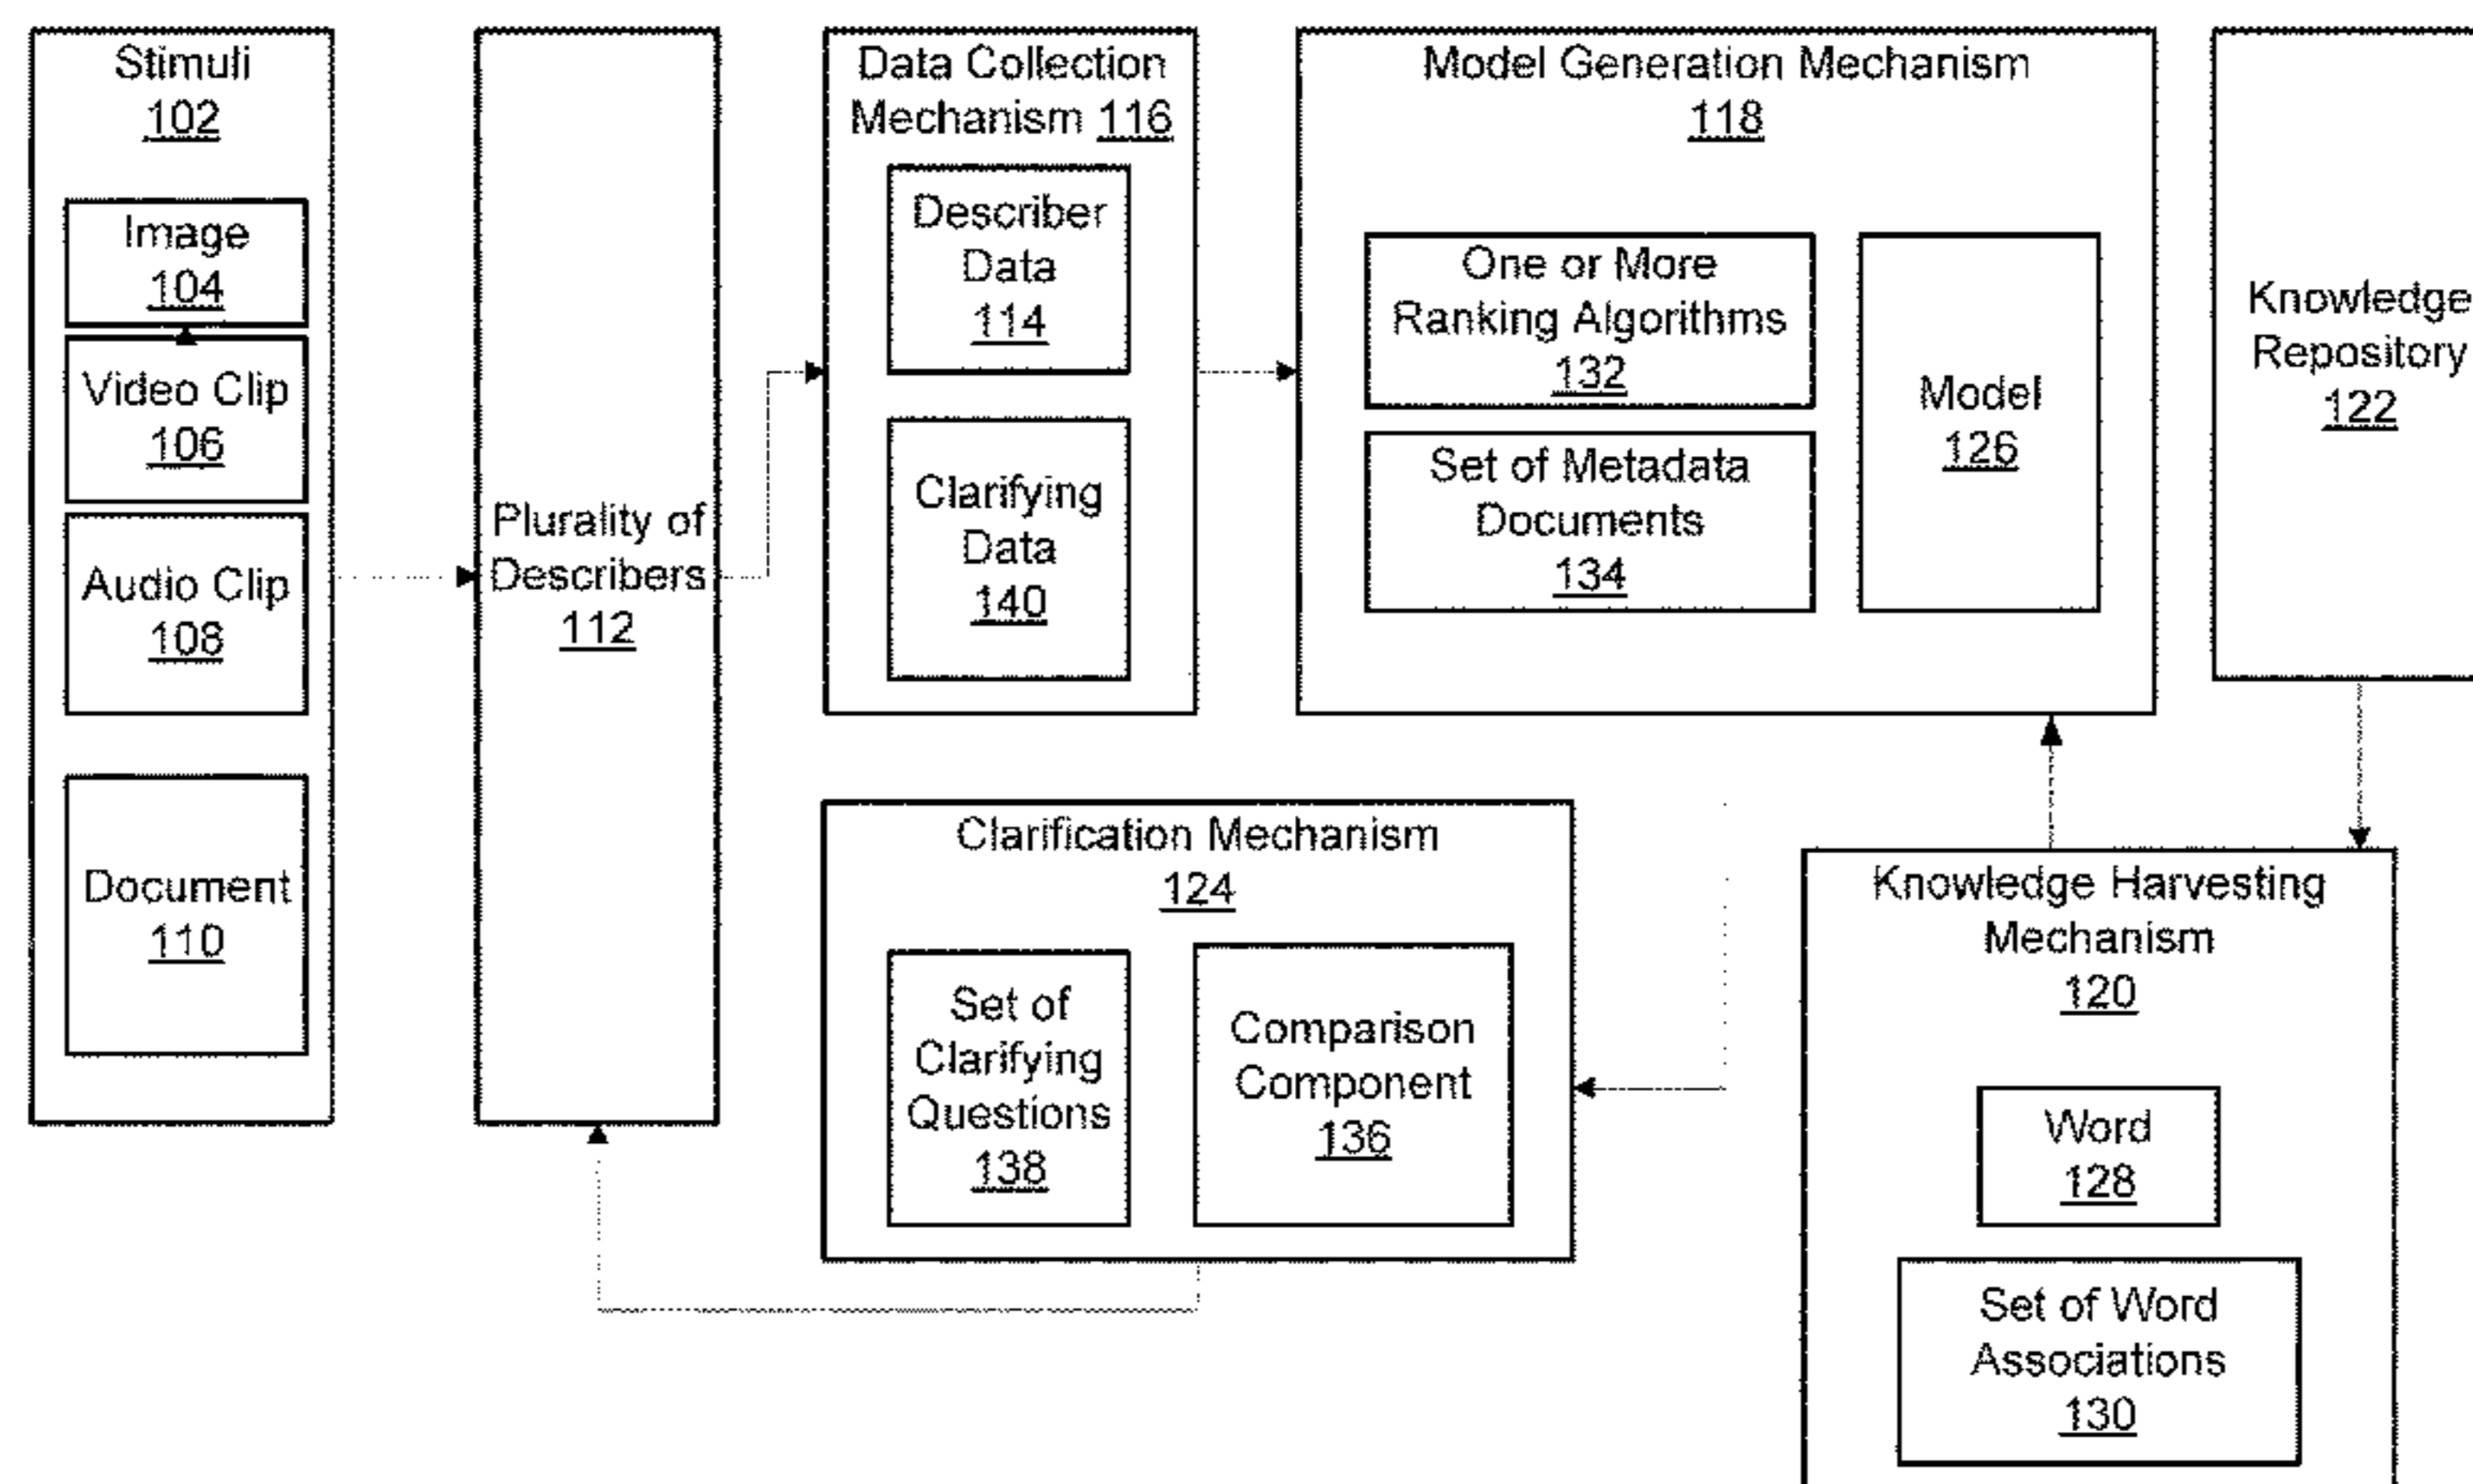 Stimuli
102
Image
104
Video Clip
106
Audio Clip
108
Document
110
Plurality of
Describers
112
Data Collection
Mechanism 116
Describer
Data
114
Clarifying
Data
140
Model Generation Mechanism
118
One or More
Ranking Algorithms
132
Set of Metadata
Documents
134
Model
126
Knowledge
Repository
122
Clarification Mechanism
124
Set of
Clarifying
Questions
138
Comparison
Component
136
Knowledge Harvesting
Mechanism
120
Word
128
Set of Word
Associations
130